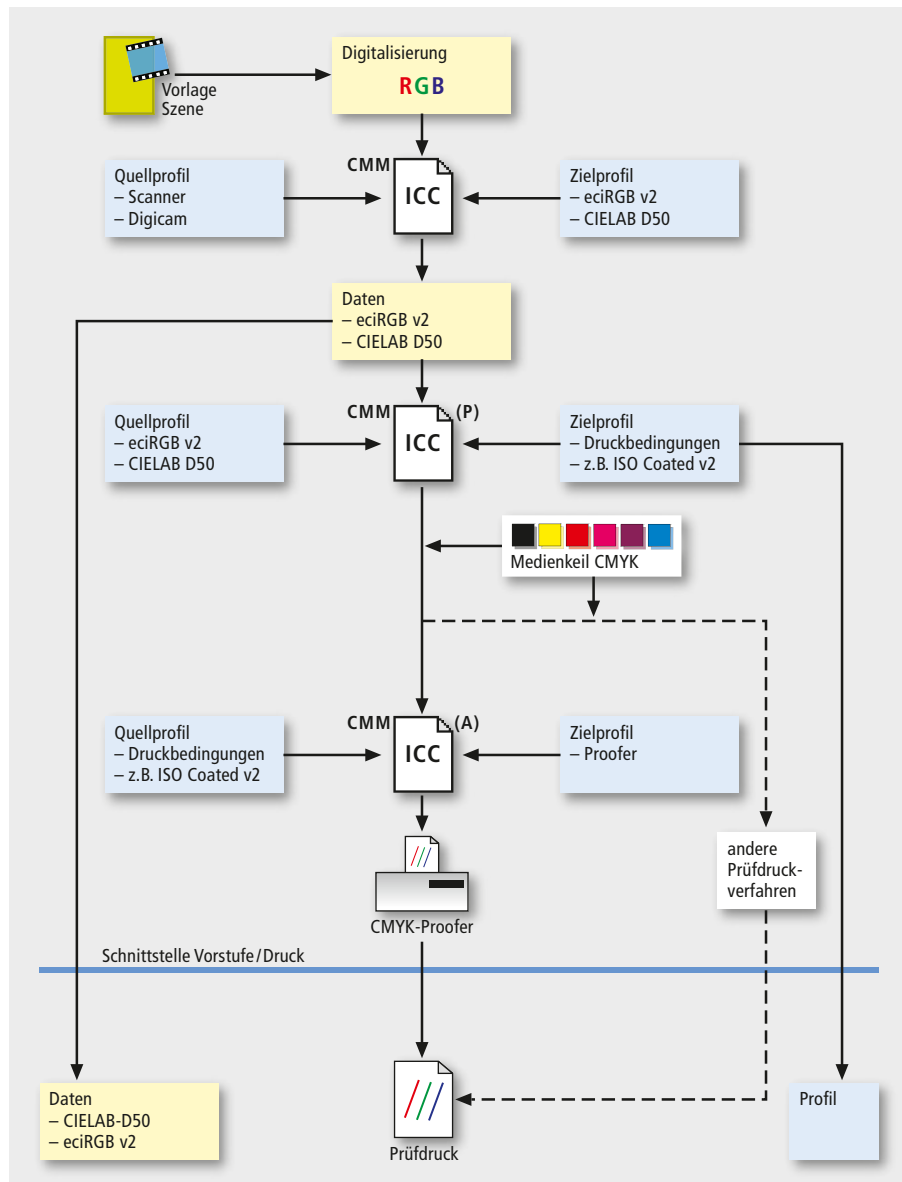 Digitalisierung
RGB
Vorlage
Szene
CMM
ICC
Quellprofil
– Scanner
– Digicam
Zielprofil
– eciRGB v2
– CIELAB D50
Daten
– eciRGB v2
– CIELAB D50
CMM
(P)
ICC
Quellprofil
– eciRGB v2
– CIELAB D50
Zielprofil
– Druckbedingungen
– z.B. ISO Coated v2
Medienkeil CMYK
CMM
(A)
ICC
Quellprofil
– Druckbedingungen
– z.B. ISO Coated v2
Zielprofil
– Proofer
andere
Prüfdruck-
verfahren
CMYK-Proofer
Schnittstelle Vorstufe/Druck
Daten
– CIELAB-D50
– eciRGB v2
Prüfdruck
Profil